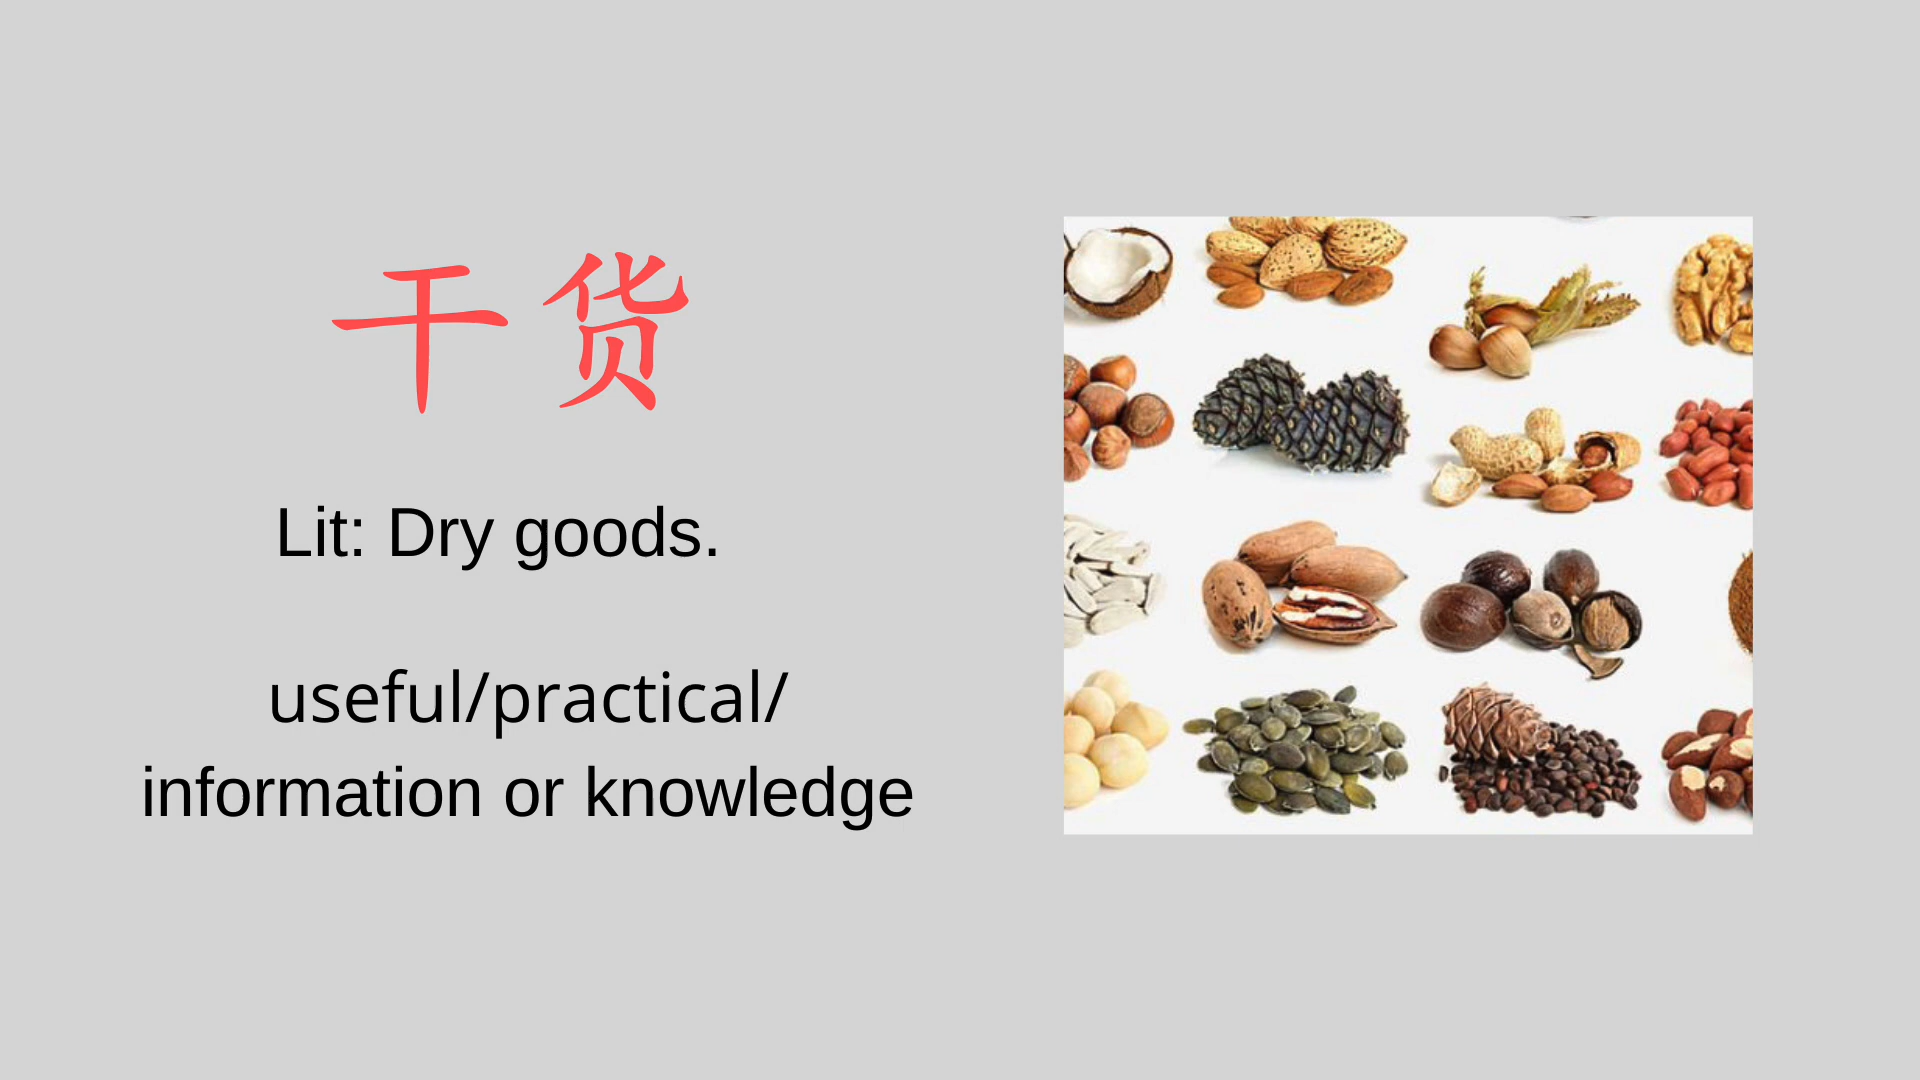 干货
Lit: Dry goods.
useful/practical/
information or knowledge